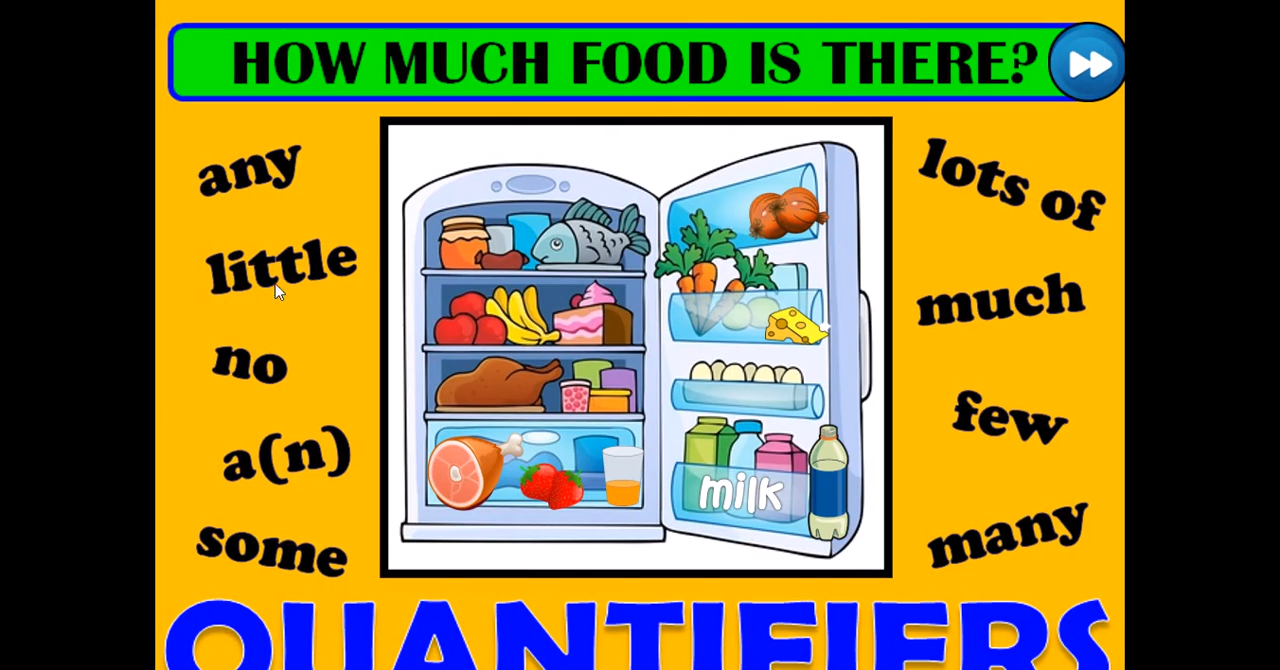 HOW MUCH FOOD IS THERE?
any
little
no
a(n)
some
milk
lots of
much
few
many
QUANTIFIERS